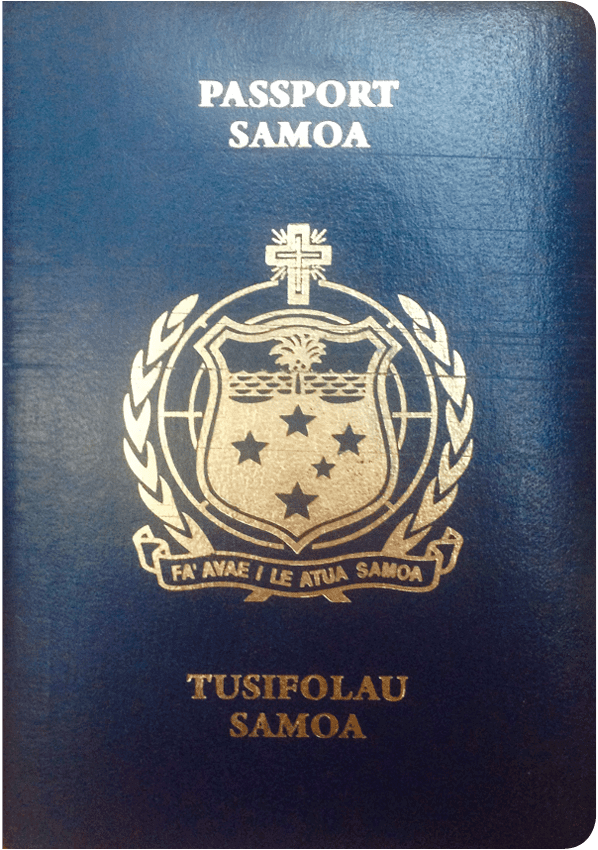 PASSPORT
SAMOA
FA' AVAE I LE ATUA SAMOA
TUSIFOLAU
SAMOA